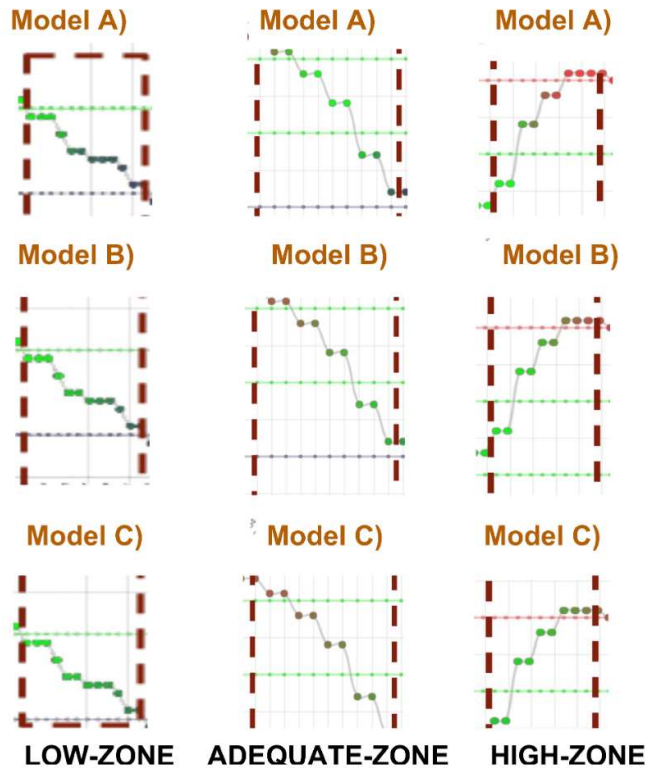 Model A) Model A) Model A)
Model B) Model B) Model B)
Model C) Model C) Model C)
LOW-ZONE ADEQUATE-ZONE HIGH-ZONE